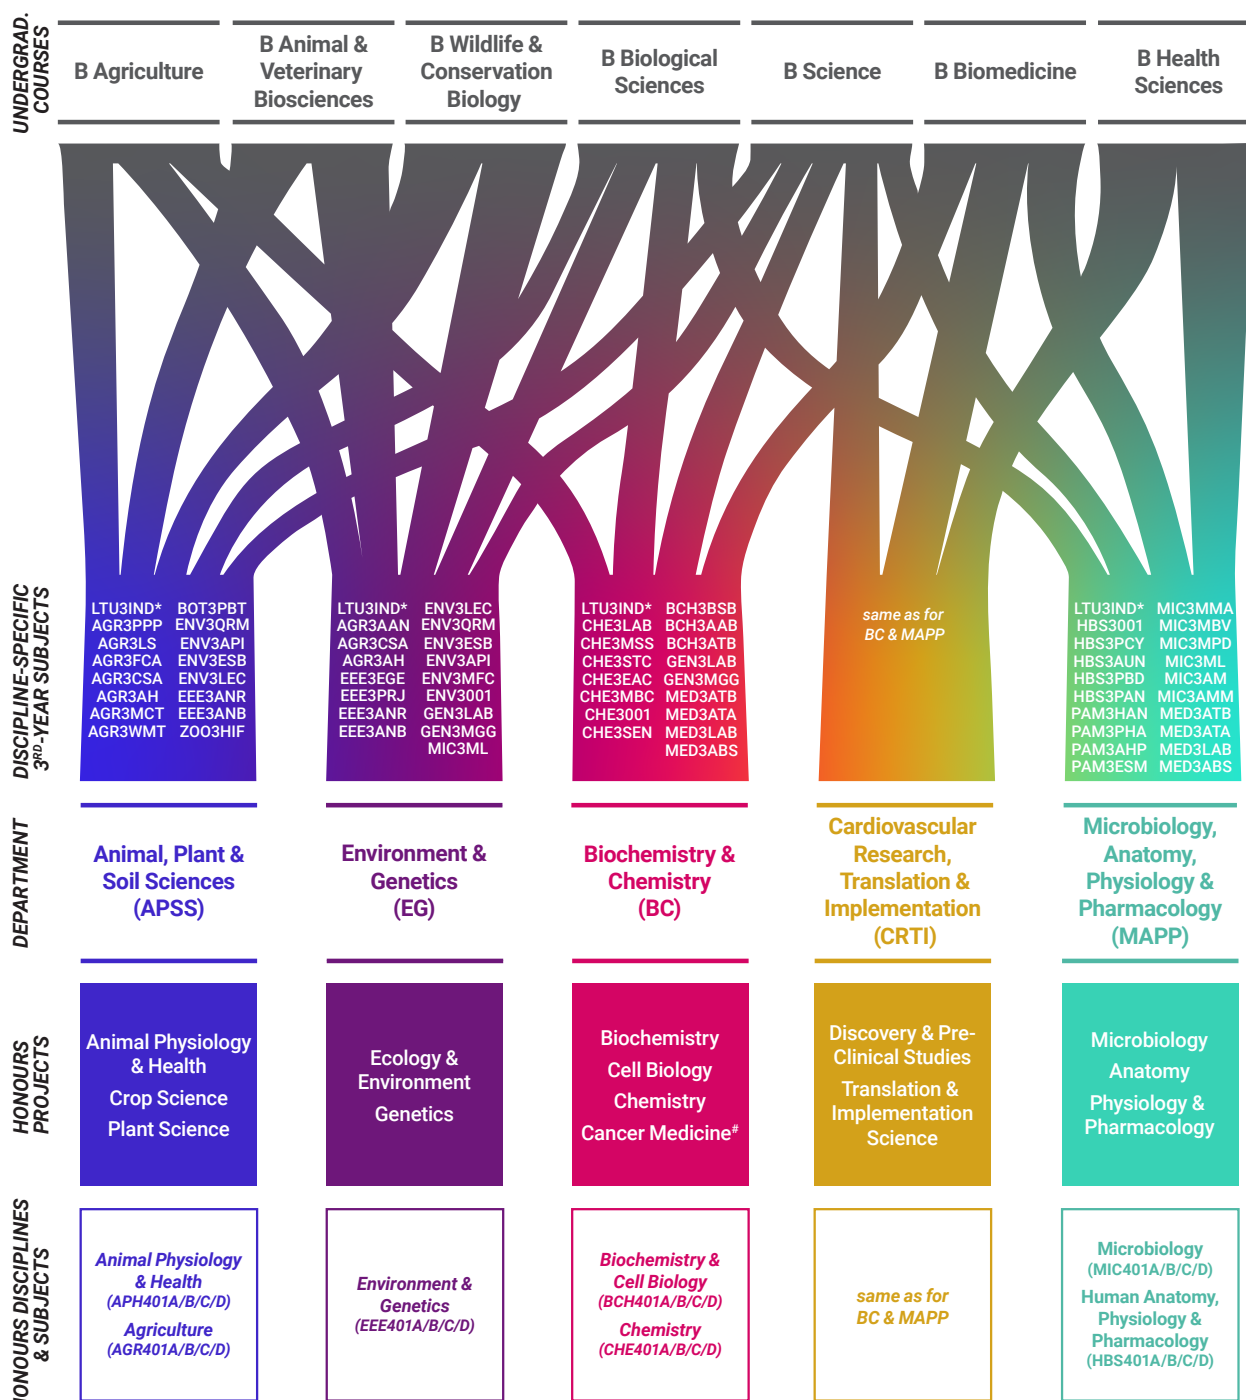 UNDERGRAD.
COURSES
B Agriculture
B Animal &
Veterinary
Biosciences
B Wildlife &
Conservation
Biology
B Biological
Sciences
B Science
B Biomedicine
B Health
Sciences
DISCIPLINE-SPECIFIC
3RD-YEAR SUBJECTS
LTU3IND*
AGR3PPP
AGR3LS
AGR3FCA
AGR3CSA
AGR3AH
AGR3MCT
AGR3WMT
BOT3PBT
ENV3QRM
ENV3API
ENV3ESB
ENV3LEC
EEE3ANR
EEE3ANB
ZOO3HIF
LTU3IND*
AGR3AAN
AGR3CSA
AGR3AH
EEE3EGE
EEE3PRJ
EEE3ANR
EEE3ANB
ENV3LEC
ENV3QRM
ENV3ESB
ENV3API
ENV3MFC
ENV3001
GEN3LAB
GEN3MGG
MIC3ML
LTU3IND*
CHE3LAB
CHE3MSS
CHE3STC
CHE3EAC
CHE3MBC
CHE3001
CHE3SEN
BCH3BSB
BCH3AAB
BCH3ATB
GEN3LAB
GEN3MGG
MED3ATB
MED3ATA
MED3LAB
MED3ABS
same as for
BC & MAPP
LTU3IND*
HBS3001
HBS3PCY
HBS3AUN
HBS3PBD
HBS3PAN
PAM3HAN
PAM3PHA
PAM3AHP
PAM3ESM
MIC3MMA
MIC3MBV
MIC3MPD
MIC3ML
MIC3AM
MIC3AMM
MED3ATB
MED3ATA
MED3LAB
MED3ABS
DEPARTMENT
Animal, Plant &
Soil Sciences
(APSS)
Environment &
Genetics
(EG)
Biochemistry &
Chemistry
(BC)
Cardiovascular
Research,
Translation &
Implementation
(CRTI)
Microbiology,
Anatomy,
Physiology &
Pharmacology
(MAPP)
HONOURS
PROJECTS
Animal Physiology
& Health
Crop Science
Plant Science
Ecology &
Environment
Genetics
Biochemistry
Cell Biology
Chemistry
Cancer Medicine#
Discovery & Pre-
Clinical Studies
Translation &
Implementation
Science
Microbiology
Anatomy
Physiology &
Pharmacology
HONOURS DISCIPLINES
& SUBJECTS
Animal Physiology
& Health
(APH401A/B/C/D)
Agriculture
(AGR401A/B/C/D)
Environment &
Genetics
(EEE401A/B/C/D)
Biochemistry &
Cell Biology
(BCH401A/B/C/D)
Chemistry
(CHE401A/B/C/D)
same as for
BC & MAPP
Microbiology
(MIC401A/B/C/D)
Human Anatomy,
Physiology &
Pharmacology
(HBS401A/B/C/D)